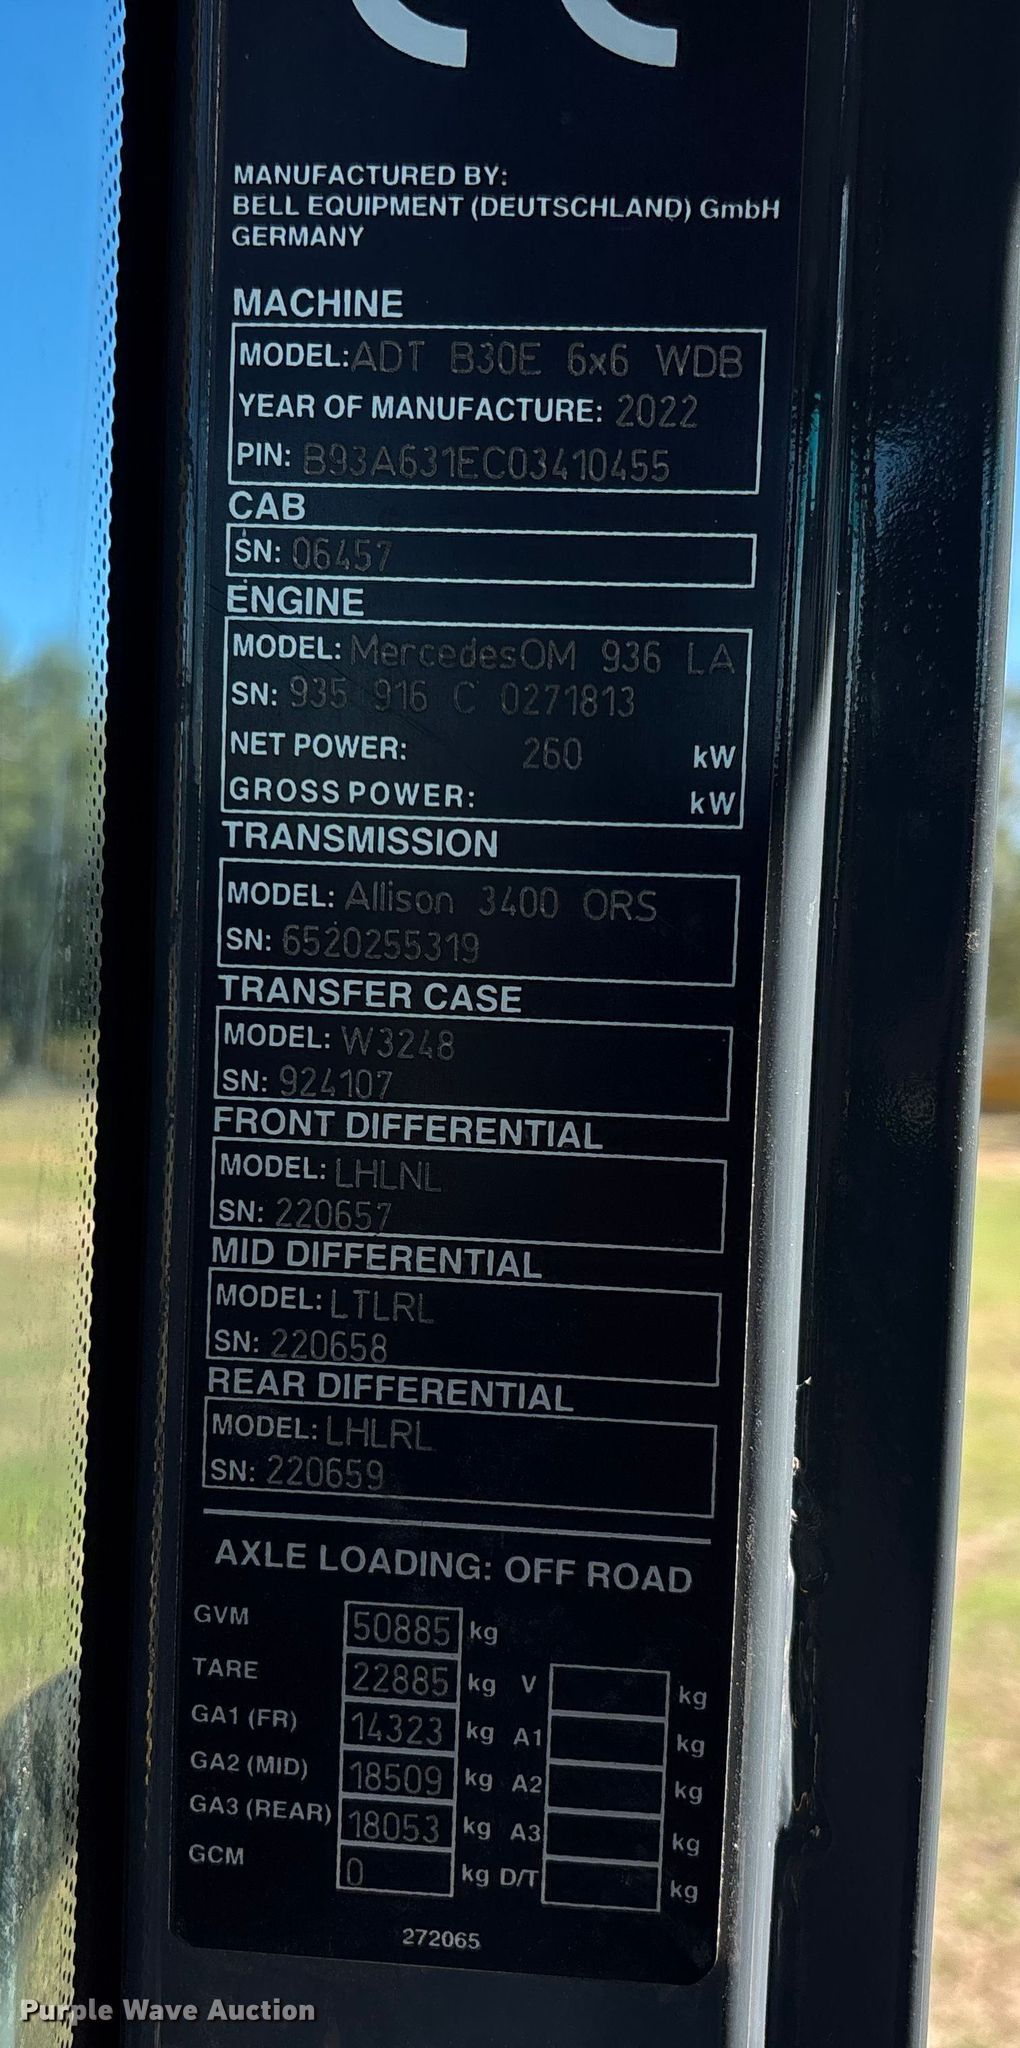 CE
MANUFACTURED BY:
BELL EQUIPMENT (DEUTSCHLAND) GmbH
GERMANY
MACHINE
MODEL: ADT B30E 6x6 WDB
YEAR OF MANUFACTURE: 2022
PIN: B93A631EC03410455
CAB
SN: 06457
ENGINE
MODEL: MercedesOM 936 LA
SN: 935 916 C 0271813
NET POWER: 260 kW
GROSS POWER: kW
TRANSMISSION
MODEL: Allison 3400 ORS
SN: 6520255319
TRANSFER CASE
MODEL: W3248
SN: 924107
FRONT DIFFERENTIAL
MODEL: LHLNL
SN: 220657
MID DIFFERENTIAL
MODEL: LTLRL
SN: 220658
REAR DIFFERENTIAL
MODEL: LHLRL
SN: 220659
AXLE LOADING: OFF ROAD
GVM 50885 kg
TARE 22885 kg V kg
GA1 (FR) 14323 kg A1 kg
GA2 (MID) 18509 kg A2 kg
GA3 (REAR) 18053 kg A3 kg
GCM 0 kg D/T kg
272065
Purple Wave Auction